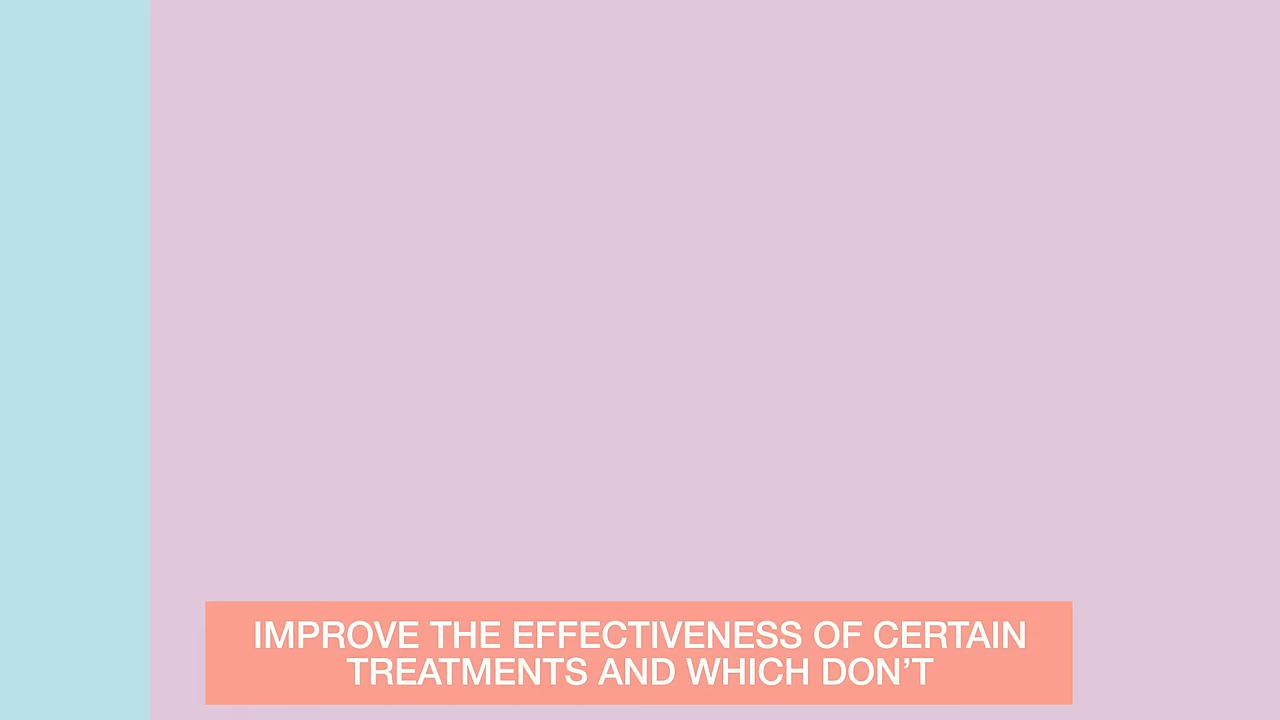 IMPROVE THE EFFECTIVENESS OF CERTAIN
TREATMENTS AND WHICH DON’T